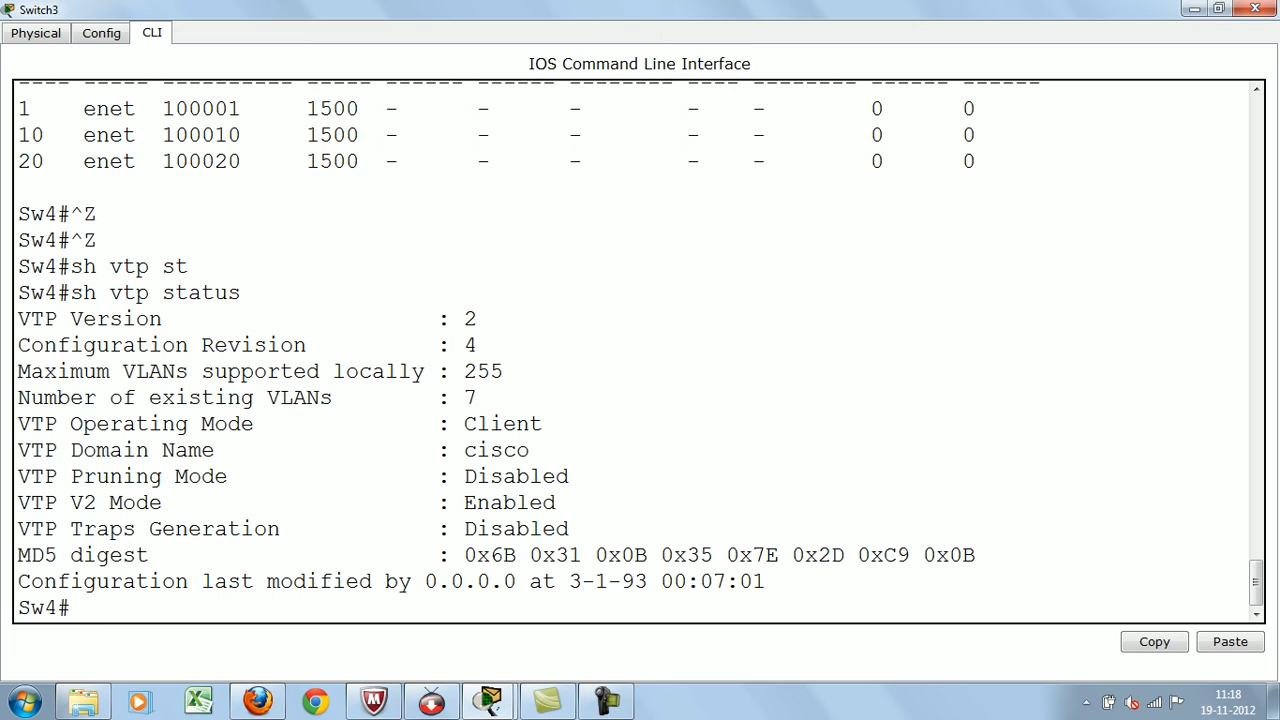 Switch3
Physical Config CLI
IOS Command Line Interface
---- ----- ---------- ----- ------ ------ -------- ---- -------- ------ ------
1 enet 100001 1500 - - - - - 0 0
10 enet 100010 1500 - - - - - 0 0
20 enet 100020 1500 - - - - - 0 0
Sw4#^Z
Sw4#^Z
Sw4#sh vtp st
Sw4#sh vtp status
VTP Version : 2
Configuration Revision : 4
Maximum VLANs supported locally : 255
Number of existing VLANs : 7
VTP Operating Mode : Client
VTP Domain Name : cisco
VTP Pruning Mode : Disabled
VTP V2 Mode : Enabled
VTP Traps Generation : Disabled
MD5 digest : 0x6B 0x31 0x0B 0x35 0x7E 0x2D 0xC9 0x0B
Configuration last modified by 0.0.0.0 at 3-1-93 00:07:01
Sw4#
Copy Paste
11:18
19-11-2012